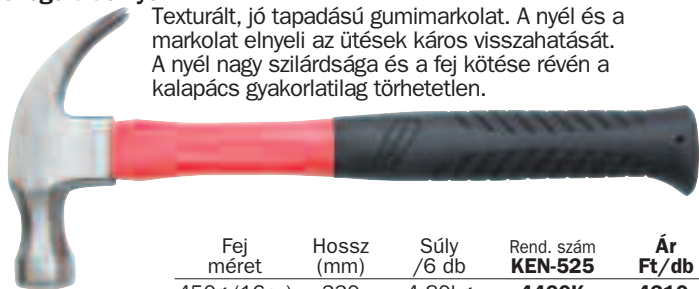 Texturált, jó tapadású gumimarkolat. A nyél és a
markolat elnyeli az ütések káros visszahatását.
A nyél nagy szilárdsága és a fej kötése révén a
kalapács gyakorlatilag törhetetlen.
Fej Hossz Súly Rend. szám Ár
méret (mm) /6 db KEN-525 Ft/db